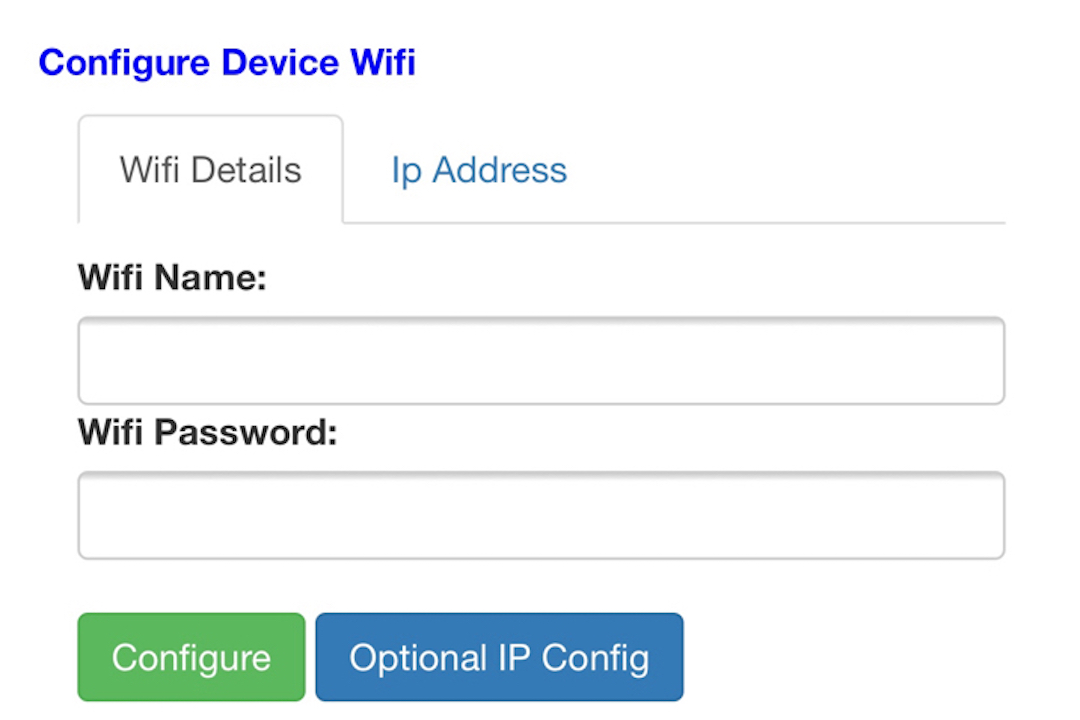 Configure Device Wifi
Wifi Details Ip Address
Wifi Name:
Wifi Password:
Configure Optional IP Config